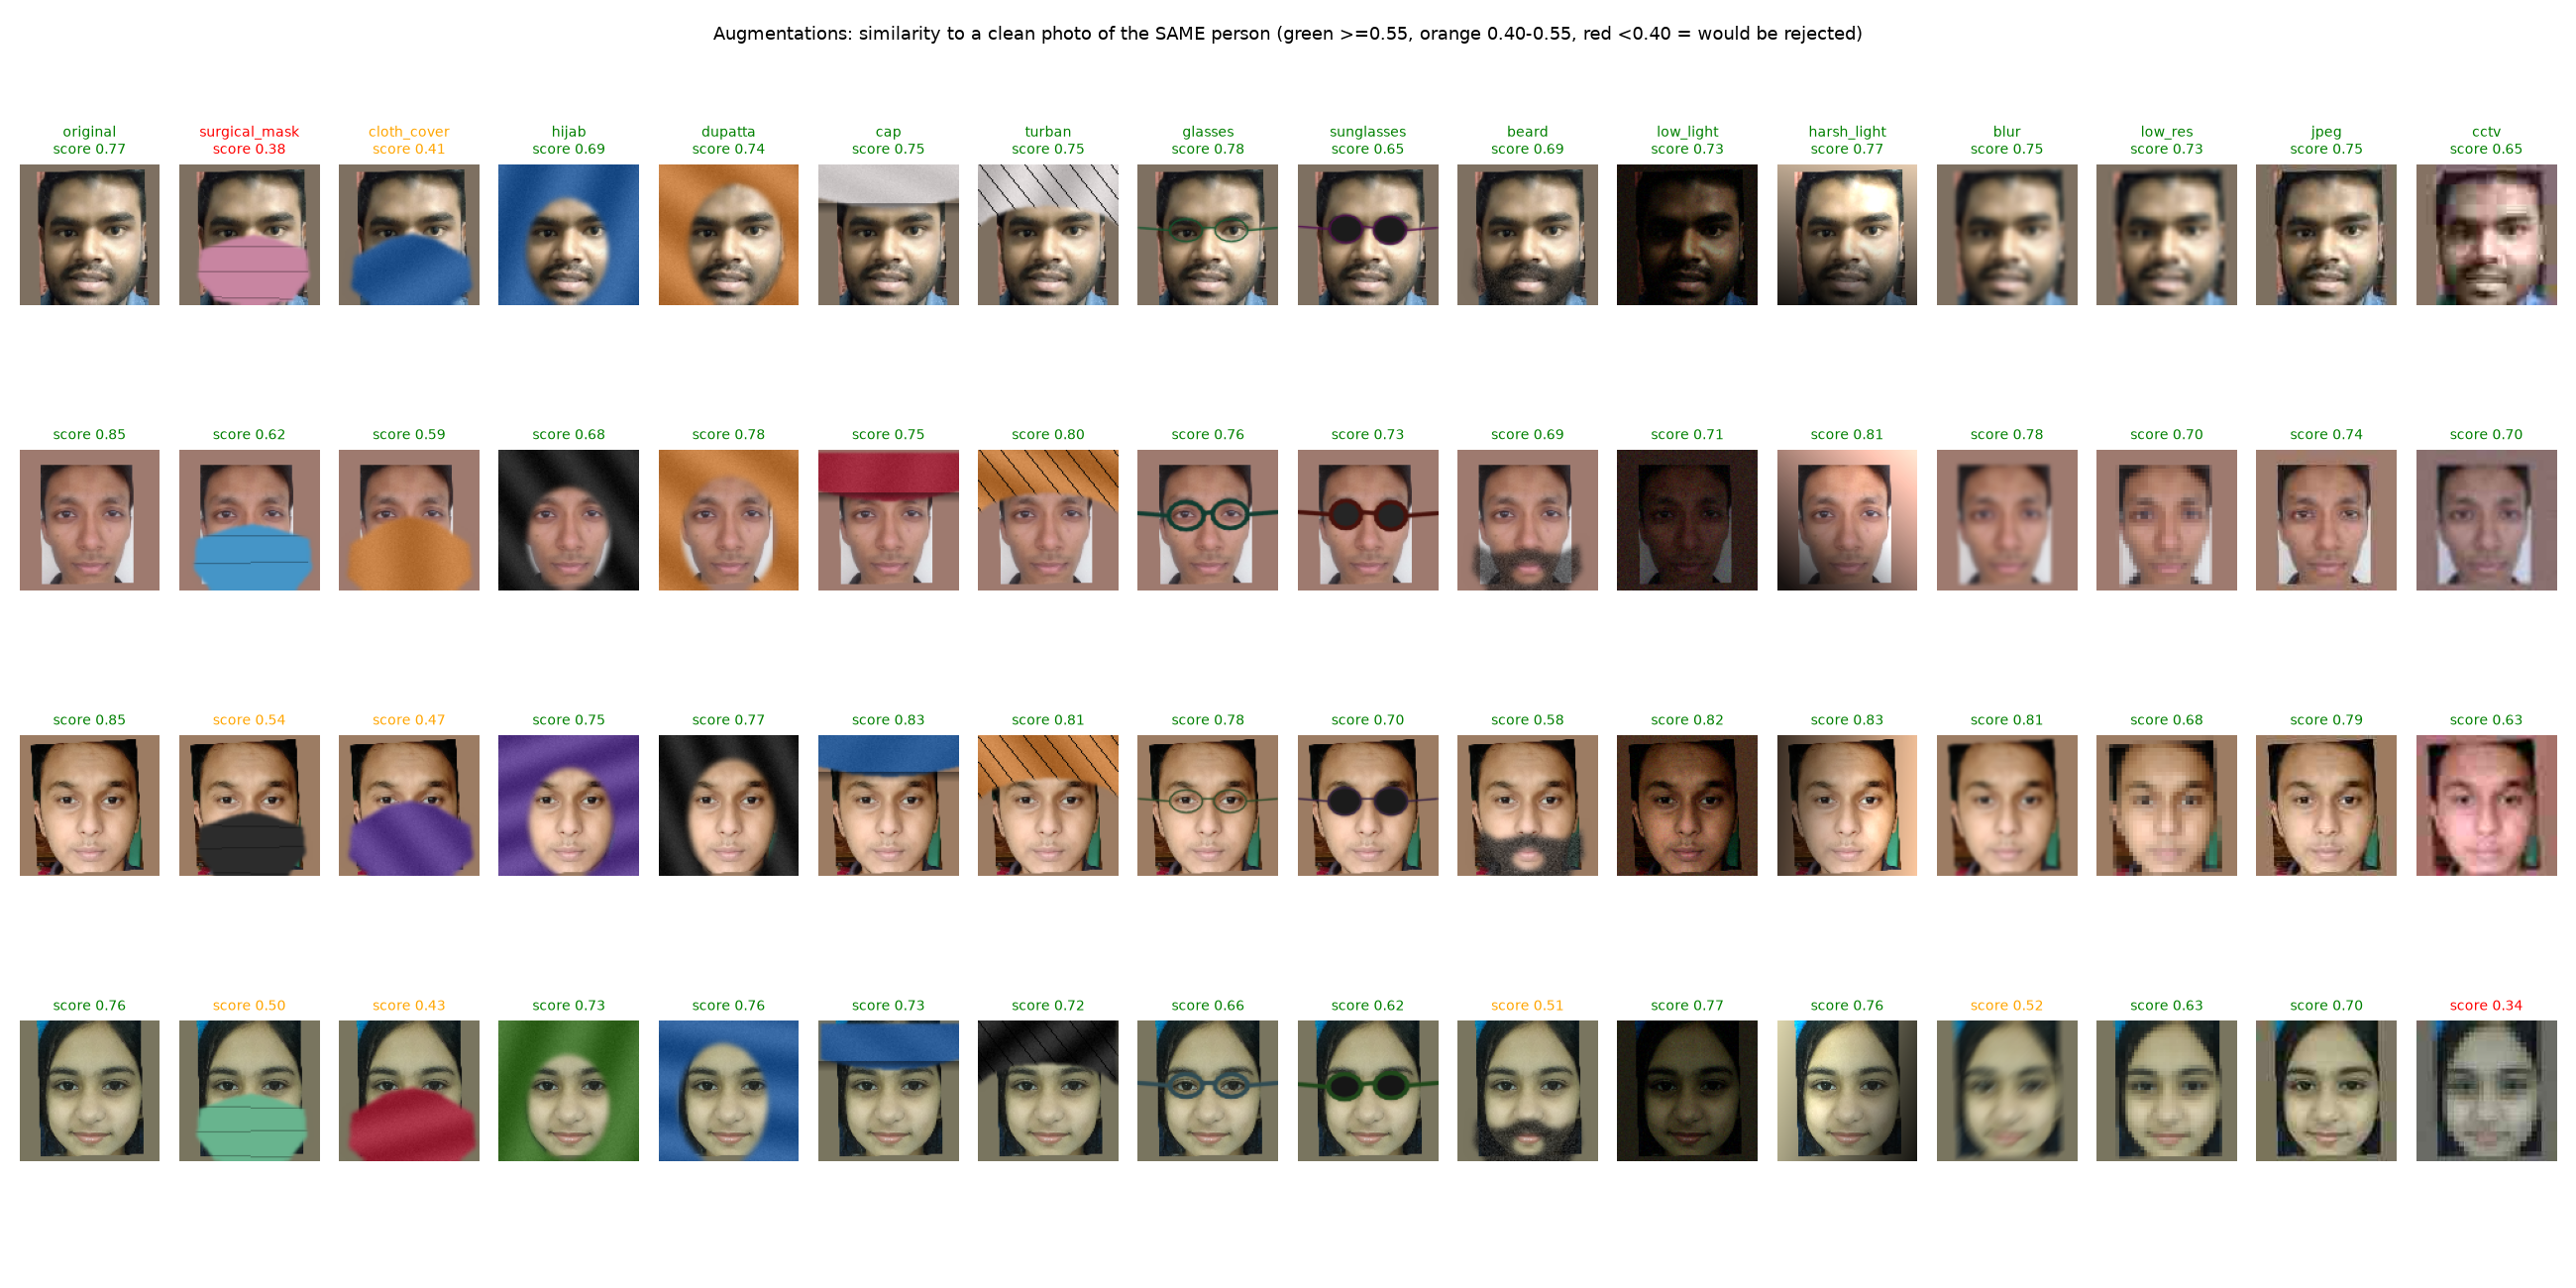 Augmentations: similarity to a clean photo of the SAME person (green >=0.55, orange 0.40-0.55, red <0.40 = would be rejected)
original surgical_mask cloth_cover hijab dupatta cap turban glasses sunglasses beard low_light harsh_light blur low_res jpeg cctv
score 0.77 score 0.38 score 0.41 score 0.69 score 0.74 score 0.75 score 0.75 score 0.78 score 0.65 score 0.69 score 0.73 score 0.77 score 0.75 score 0.73 score 0.75 score 0.65
score 0.85 score 0.62 score 0.59 score 0.68 score 0.78 score 0.75 score 0.80 score 0.76 score 0.73 score 0.69 score 0.71 score 0.81 score 0.78 score 0.70 score 0.74 score 0.70
score 0.85 score 0.54 score 0.47 score 0.75 score 0.77 score 0.83 score 0.81 score 0.78 score 0.70 score 0.58 score 0.82 score 0.83 score 0.81 score 0.68 score 0.79 score 0.63
score 0.76 score 0.50 score 0.43 score 0.73 score 0.76 score 0.73 score 0.72 score 0.66 score 0.62 score 0.51 score 0.77 score 0.76 score 0.52 score 0.63 score 0.70 score 0.34